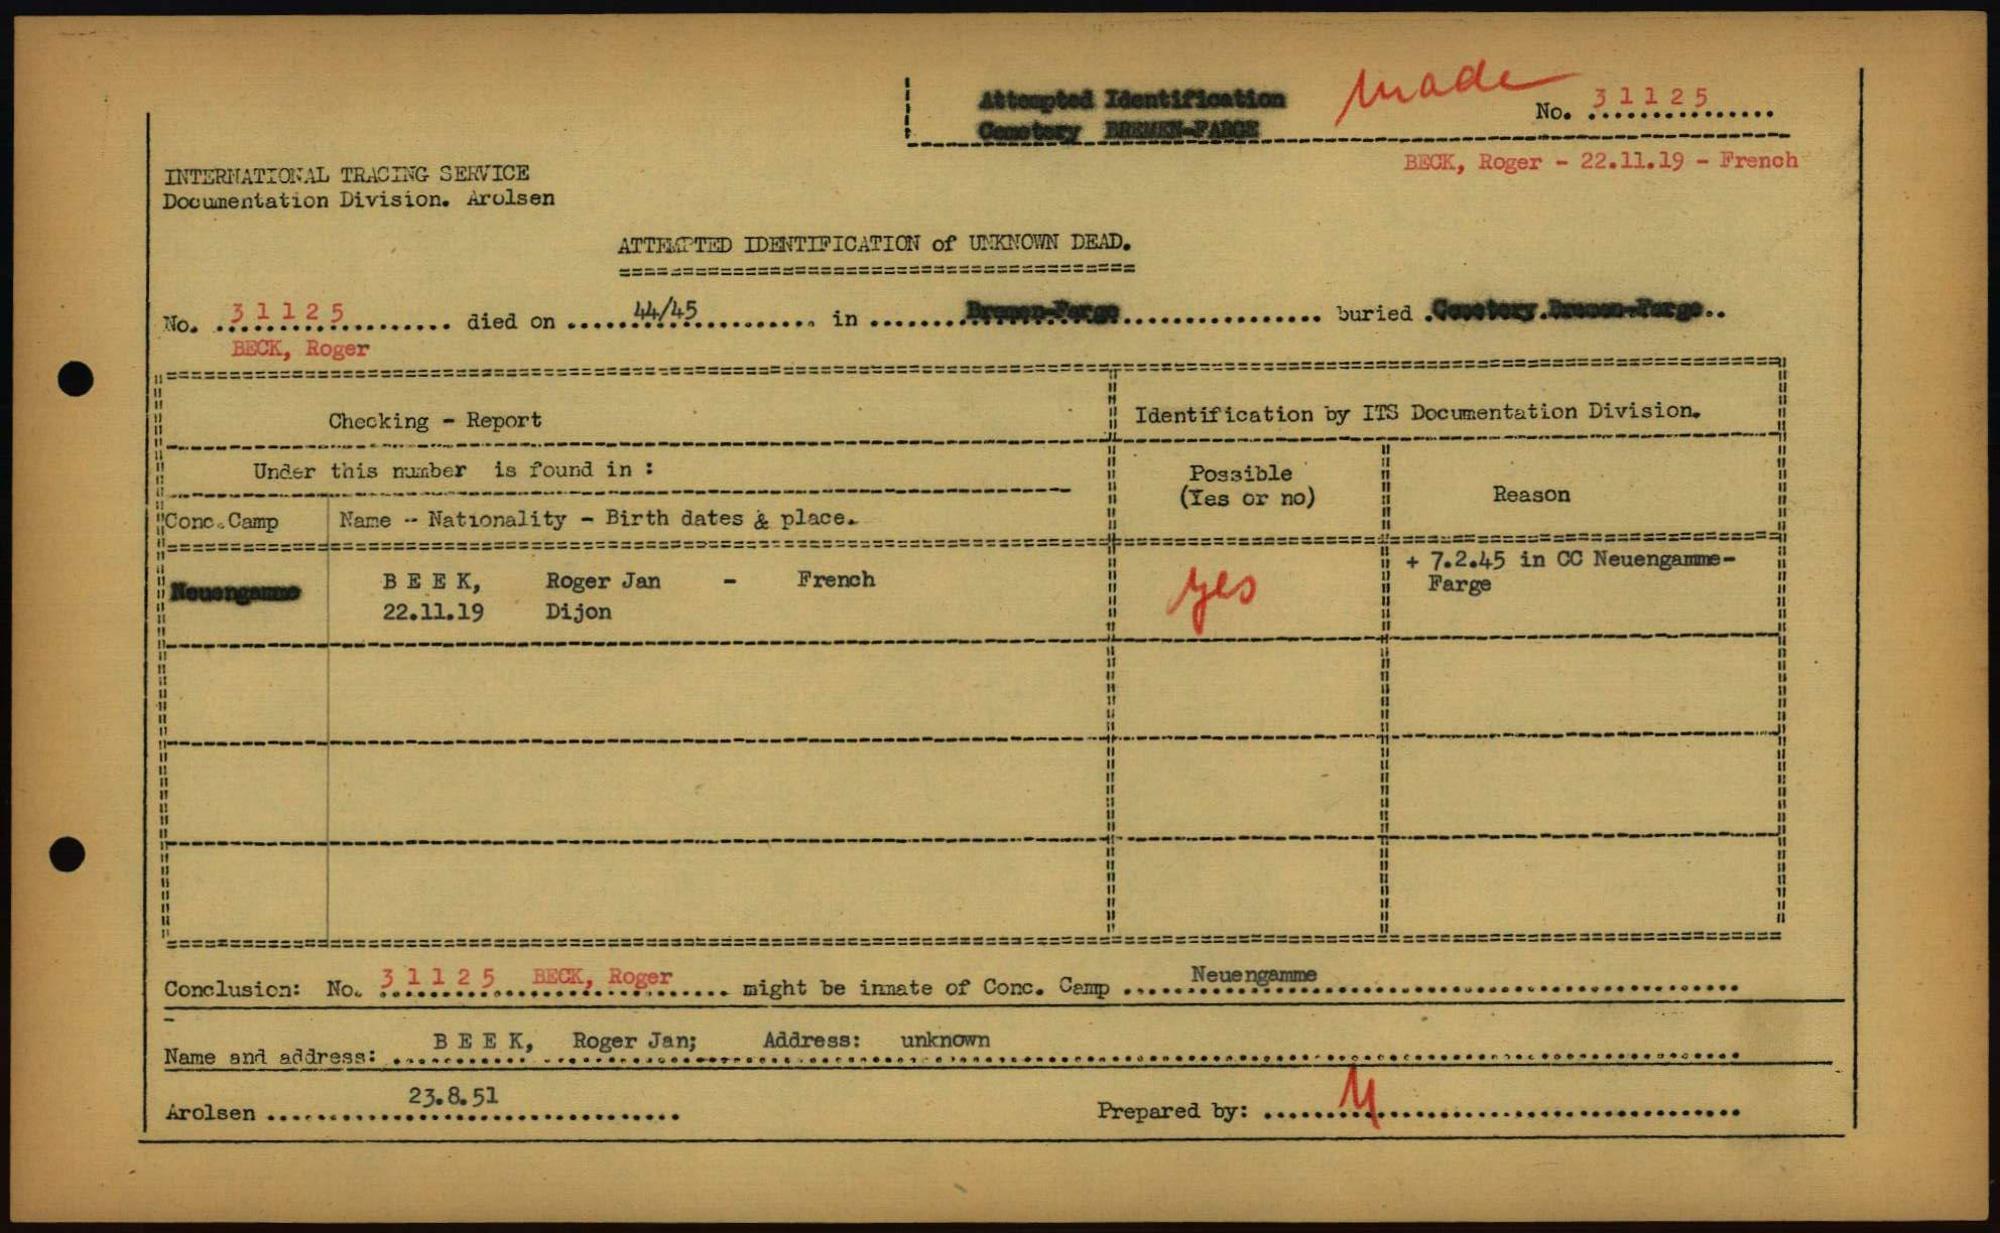 Attempted Identification
Cemetery BREMEN-FARGE
made
No. 31125
BECK, Roger - 22.11.19 - French
INTERNATIONAL TRACING SERVICE
Documentation Division. Arolsen
ATTEMPTED IDENTIFICATION of UNKNOWN DEAD.
No. 31125 died on 44/45 in Bremen-Farge buried Cemetery Bremen-Farge
BECK, Roger
Checking - Report
Identification by ITS Documentation Division.
Under this number is found in :
Possible
(Yes or no)
Reason
Conc. Camp
Name - Nationality - Birth dates & place.
Neuengamme
B E E K, Roger Jan - French
22.11.19 Dijon
yes
+ 7.2.45 in CC Neuengamme-
Farge
Conclusion: No. 31125 BECK, Roger might be inmate of Conc. Camp Neuengamme
Name and address: B E E K, Roger Jan; Address: unknown
Arolsen 23.8.51
Prepared by: